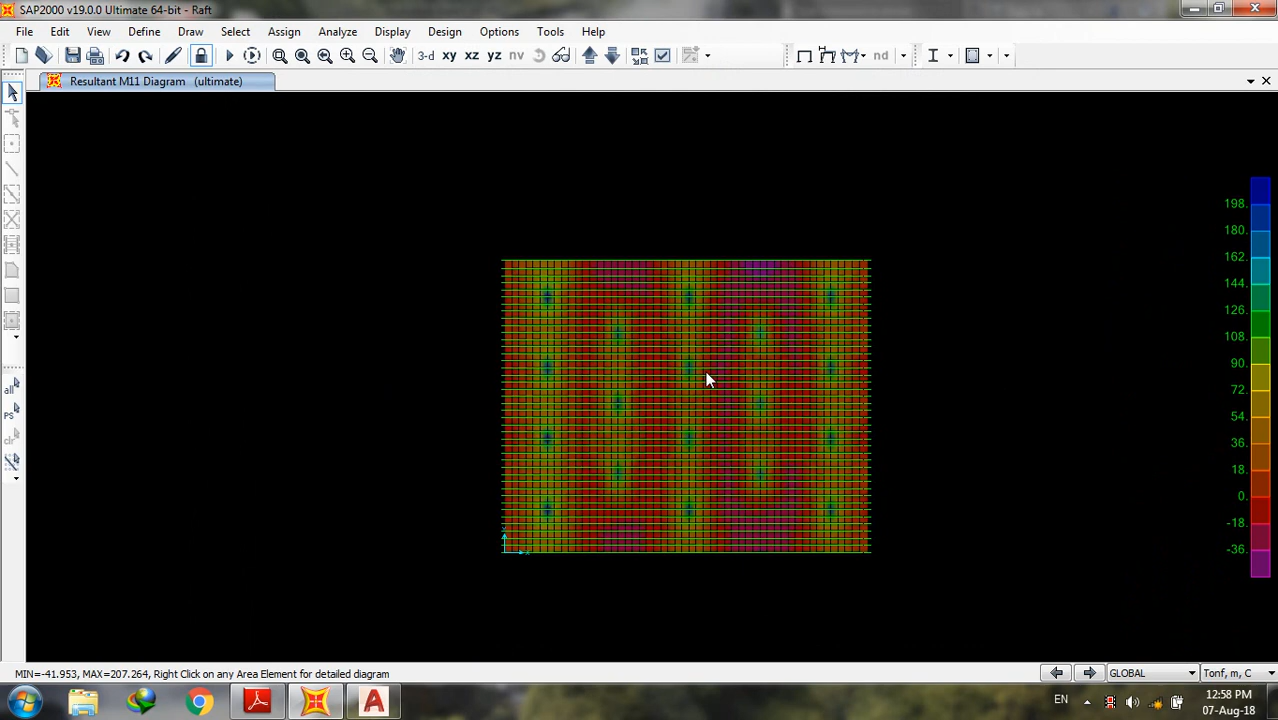 SAP2000 v19.0.0 Ultimate 64-bit - Raft
File Edit View Define Draw Select Assign Analyze Display Design Options Tools Help
3-d xy xz yz nv nd
Resultant M11 Diagram (ultimate)
198.
180.
162.
144.
126.
108.
90.
72.
54.
36.
18.
0.
-18.
-36.
all
PS
clr
MIN=-41.953, MAX=207.264, Right Click on any Area Element for detailed diagram
GLOBAL
Tonf, m, C
EN
12:58 PM
07-Aug-18